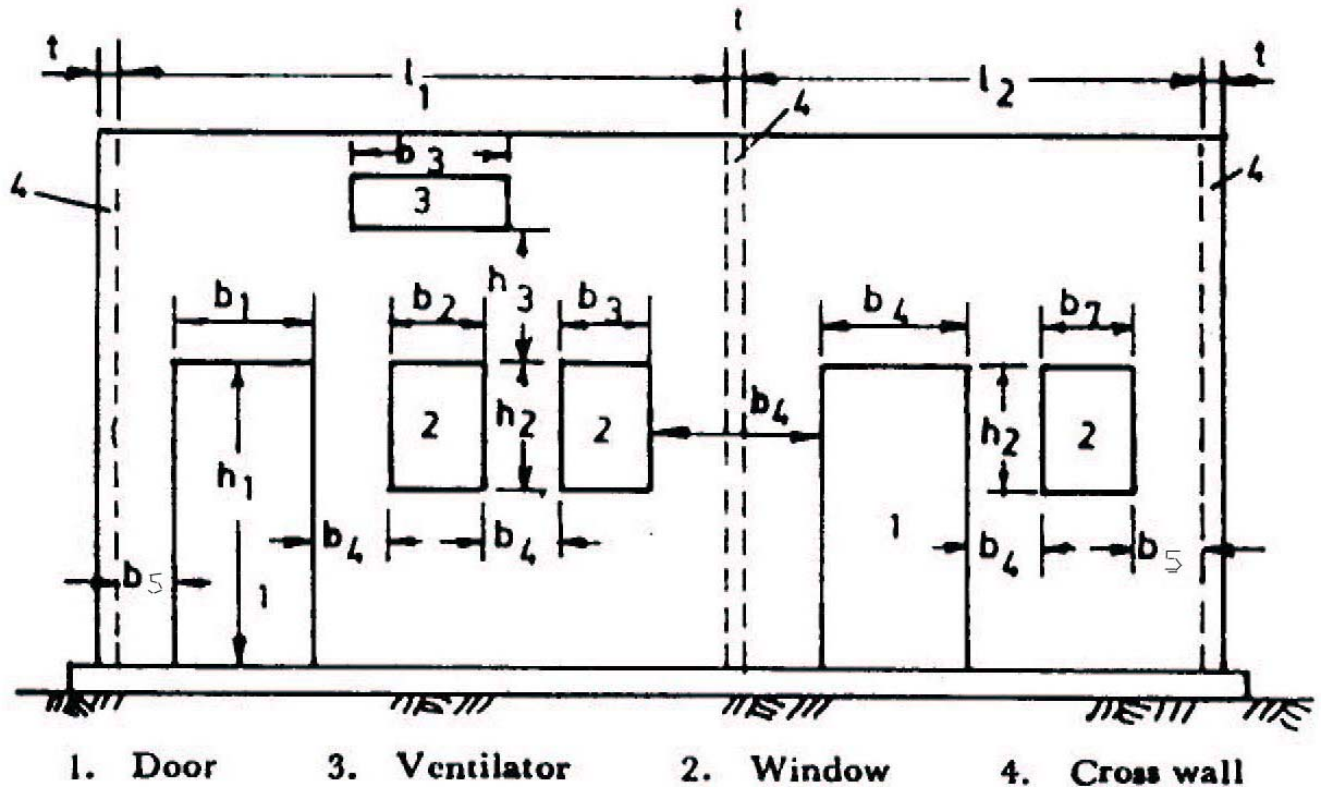 t
t l₁ l₂ t
4
b₃
4 3 4
h₃
b₁ b₂ b₃ b₄ b₇
b₄
h₁ 2 h₂ 2 h₂ 2
1
b₄ b₄ b₄ b₅
b₅ 1
1. Door 3. Ventilator 2. Window 4. Cross wall